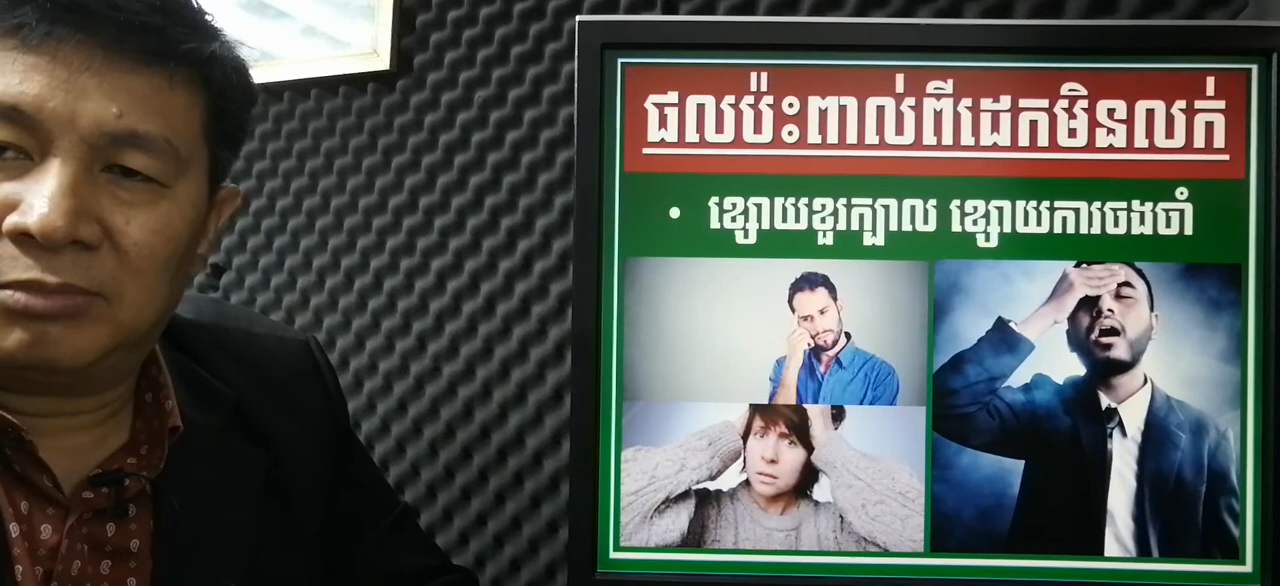 ផលប៉ះពាល់ពីដេកមិនលក់
• ខ្សោយខួរក្បាល ខ្សោយការចងចាំ